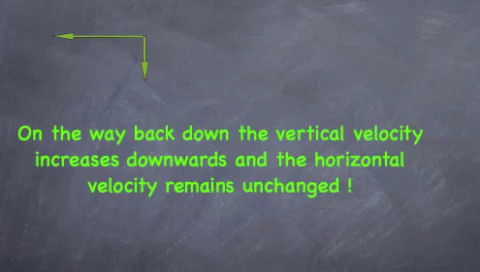 On the way back down the vertical velocity
increases downwards and the horizontal
velocity remains unchanged !